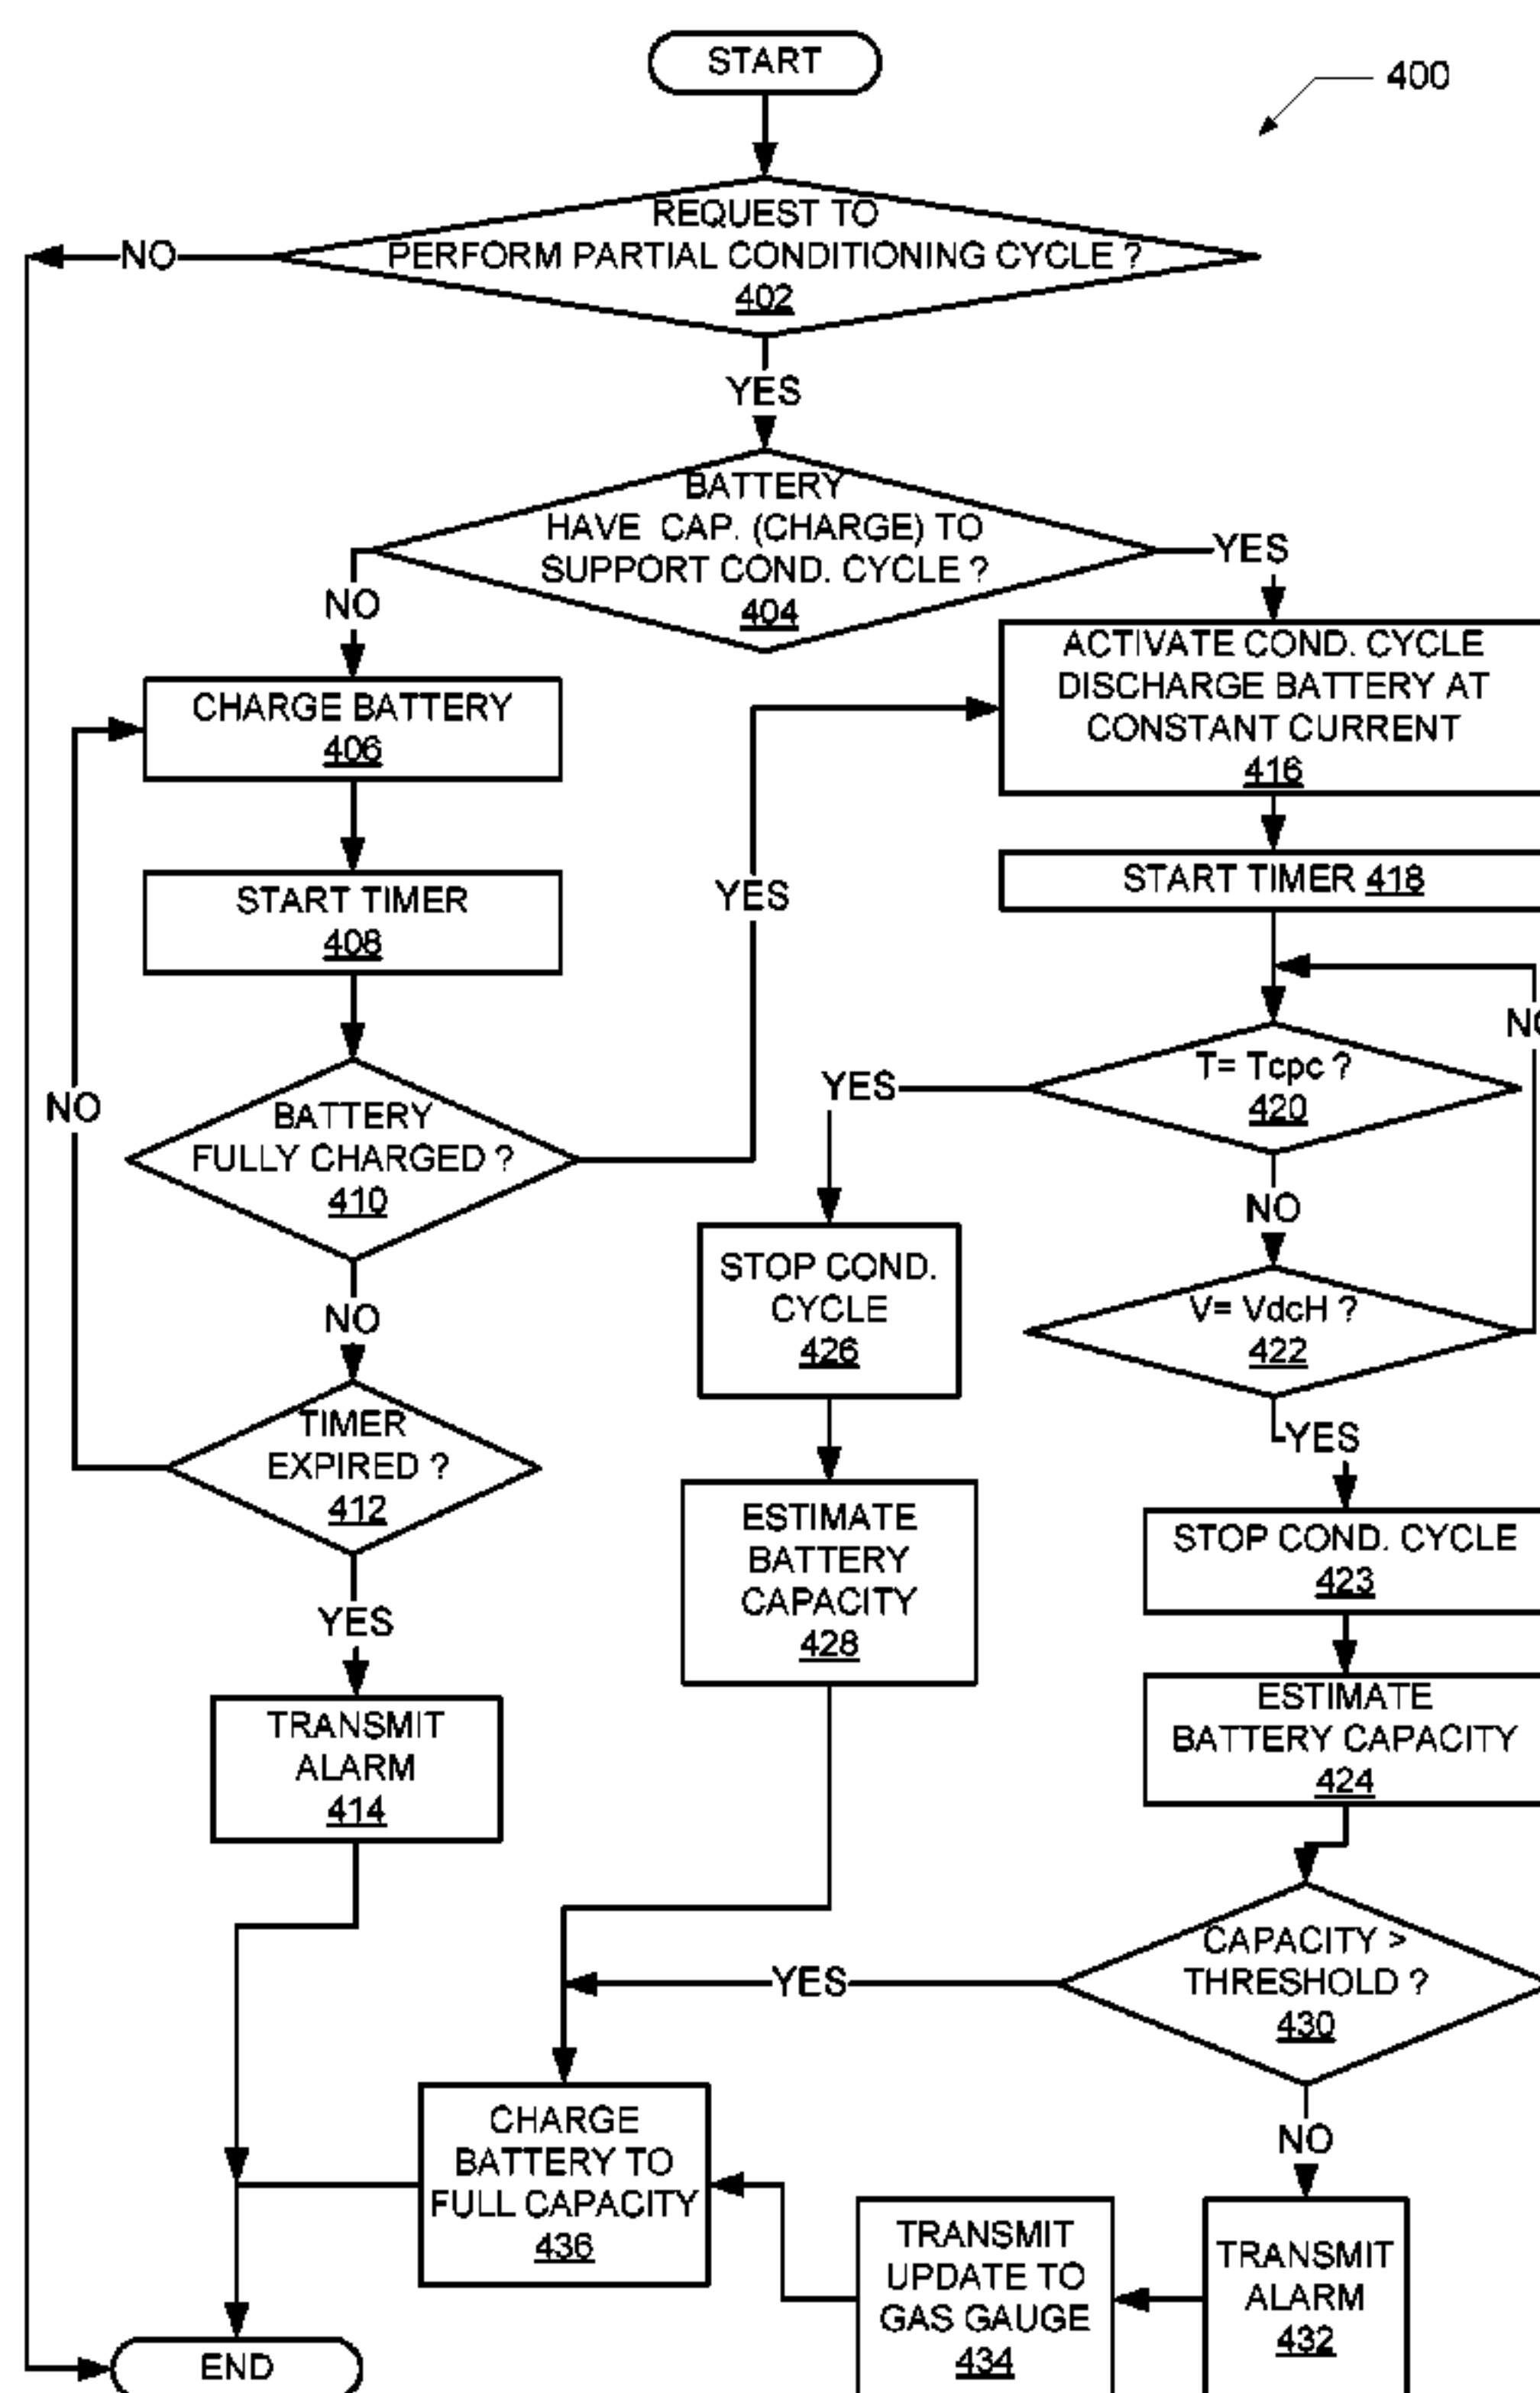 START
400
REQUEST TO
PERFORM PARTIAL CONDITIONING CYCLE ?
402
NO
YES
BATTERY
HAVE CAP. (CHARGE) TO
SUPPORT COND. CYCLE ?
404
NO
YES
CHARGE BATTERY
406
ACTIVATE COND. CYCLE
DISCHARGE BATTERY AT
CONSTANT CURRENT
416
START TIMER
408
YES
START TIMER 418
BATTERY
FULLY CHARGED ?
410
NO
NO
T= Tcpc ?
420
YES
NO
NO
V= VdcH ?
422
YES
STOP COND.
CYCLE
426
TIMER
EXPIRED ?
412
YES
ESTIMATE
BATTERY
CAPACITY
428
STOP COND. CYCLE
423
ESTIMATE
BATTERY CAPACITY
424
TRANSMIT
ALARM
414
CAPACITY >
THRESHOLD ?
430
YES
NO
CHARGE
BATTERY TO
FULL CAPACITY
436
TRANSMIT
UPDATE TO
GAS GAUGE
434
TRANSMIT
ALARM
432
END